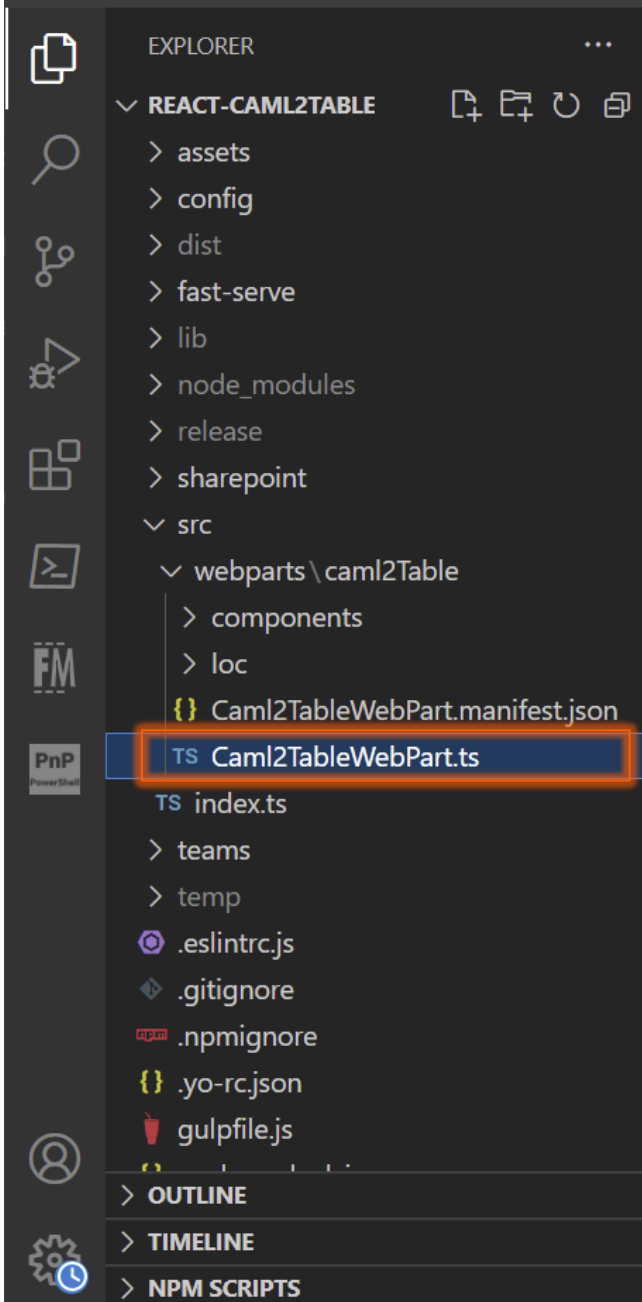 EXPLORER
REACT-CAML2TABLE
assets
config
dist
fast-serve
lib
node_modules
release
sharepoint
src
webparts\caml2Table
components
loc
{} Caml2TableWebPart.manifest.json
TS Caml2TableWebPart.ts
TS index.ts
teams
temp
.eslintrc.js
.gitignore
npm .npmignore
{} .yo-rc.json
gulpfile.js
OUTLINE
TIMELINE
NPM SCRIPTS
FM
PnP
PowerShell